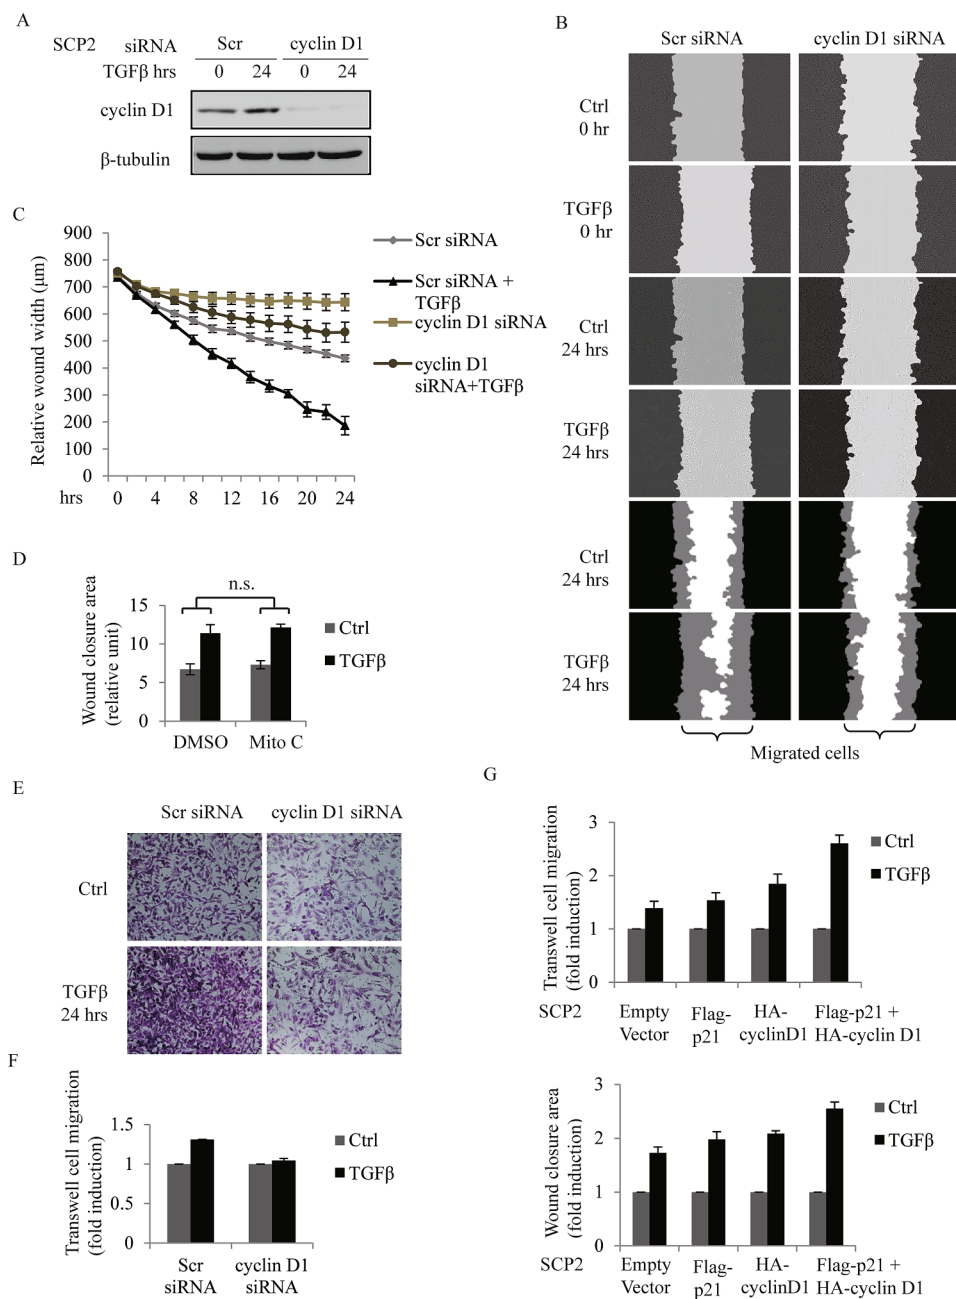 A
SCP2 siRNA Scr cyclin D1
TGFβ hrs 0 24 0 24
cyclin D1
β-tubulin
B
Scr siRNA cyclin D1 siRNA
Ctrl
0 hr
TGFβ
0 hr
Ctrl
24 hrs
TGFβ
24 hrs
Ctrl
24 hrs
TGFβ
24 hrs
Migrated cells
C
Relative wound width (μm)
900
800
700
600
500
400
300
200
100
0
hrs 0 4 8 12 16 20 24
Scr siRNA
Scr siRNA +
TGFβ
cyclin D1 siRNA
cyclin D1
siRNA+TGFβ
D
Wound closure area
(relative unit)
15
10
5
0
n.s.
DMSO Mito C
Ctrl
TGFβ
E
Scr siRNA cyclin D1 siRNA
Ctrl
TGFβ
24 hrs
F
Transwell cell migration
(fold induction)
1.5
1
0.5
0
Scr
siRNA
cyclin D1
siRNA
Ctrl
TGFβ
G
Transwell cell migration
(fold induction)
3
2
1
0
Ctrl
TGFβ
SCP2
Empty
Vector
Flag-
p21
HA-
cyclinD1
Flag-p21 +
HA-cyclin D1
Wound closure area
(fold induction)
3
2
1
0
Ctrl
TGFβ
SCP2
Empty
Vector
Flag-
p21
HA-
cyclinD1
Flag-p21 +
HA-cyclin D1